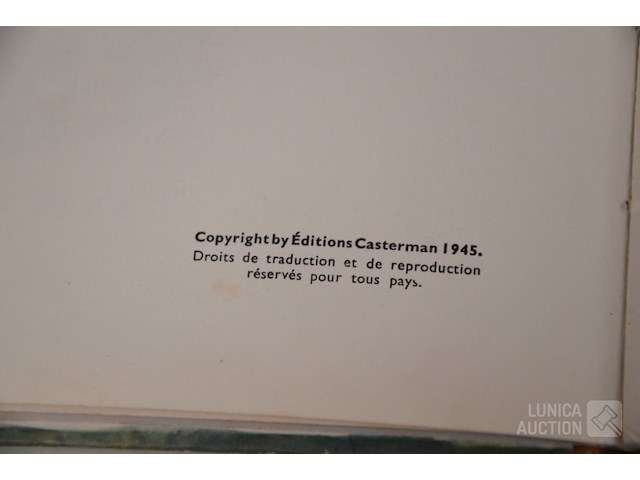 Copyright by Éditions Casterman 1945.
Droits de traduction et de reproduction
réservés pour tous pays.
LUNICA
AUCTION